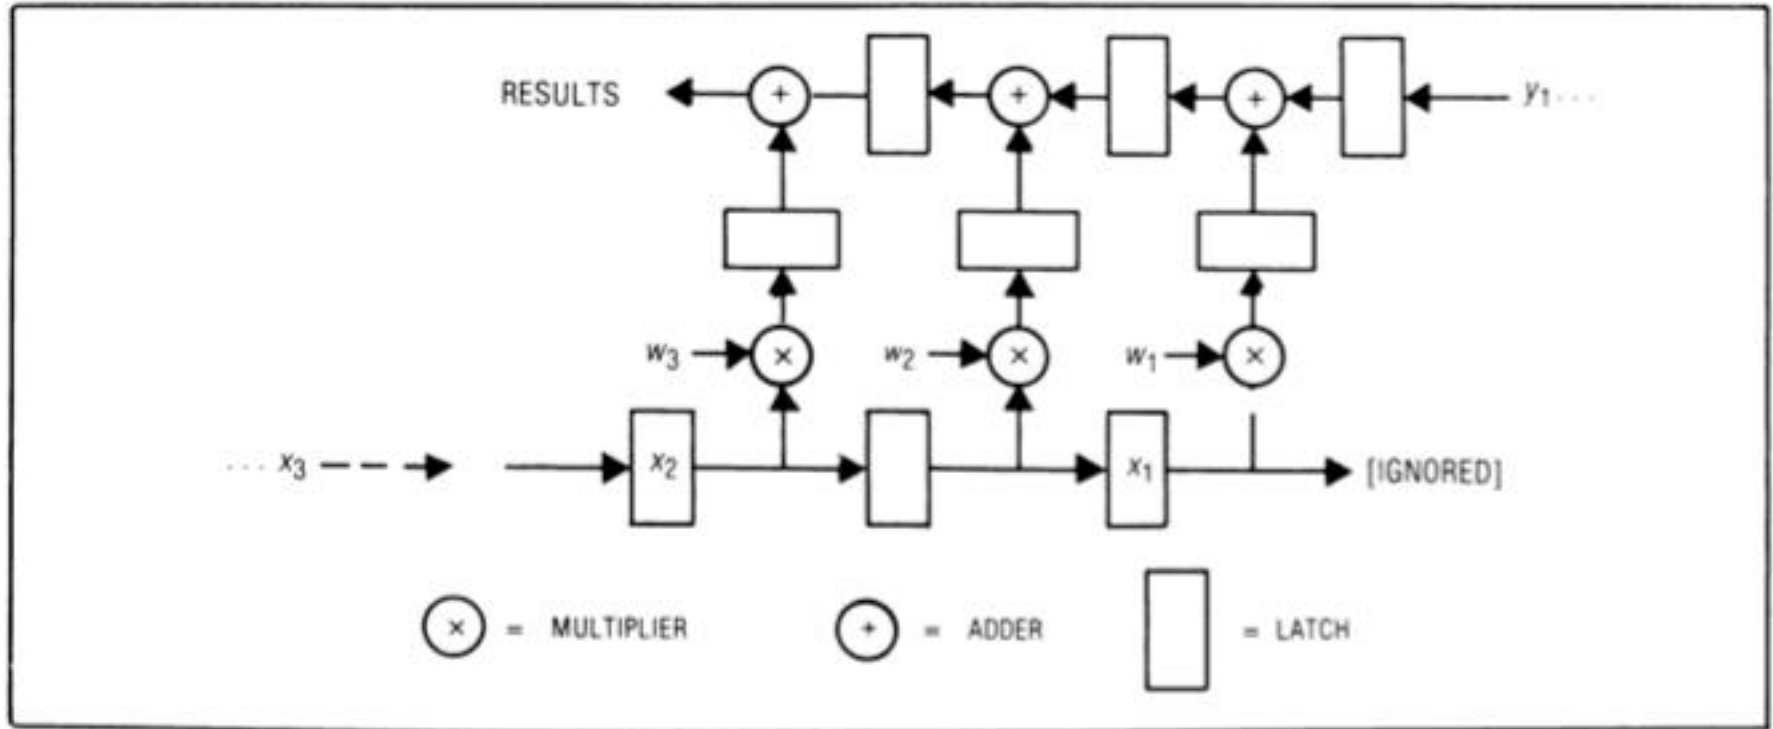 RESULTS + + + y₁ ···
w₃ × w₂ × w₁ ×
··· x₃ x₂ x₁ [IGNORED]
× = MULTIPLIER + = ADDER = LATCH